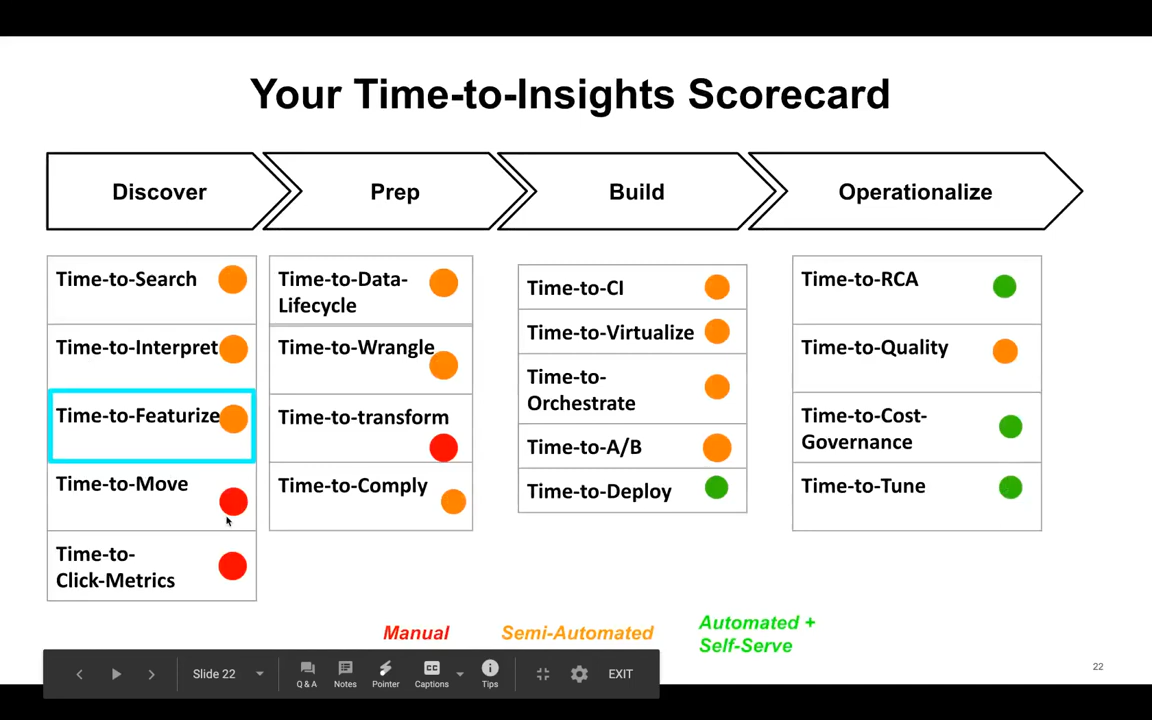 Your Time-to-Insights Scorecard
Discover
Prep
Build
Operationalize
Time-to-Search
Time-to-Interpret
Time-to-Featurize
Time-to-Move
Time-to-
Click-Metrics
Time-to-Data-
Lifecycle
Time-to-Wrangle
Time-to-transform
Time-to-Comply
Time-to-CI
Time-to-Virtualize
Time-to-
Orchestrate
Time-to-A/B
Time-to-Deploy
Time-to-RCA
Time-to-Quality
Time-to-Cost-
Governance
Time-to-Tune
Manual
Semi-Automated
Automated +
Self-Serve
22
Slide 22
Q & A
Notes
Pointer
CC
Captions
Tips
EXIT